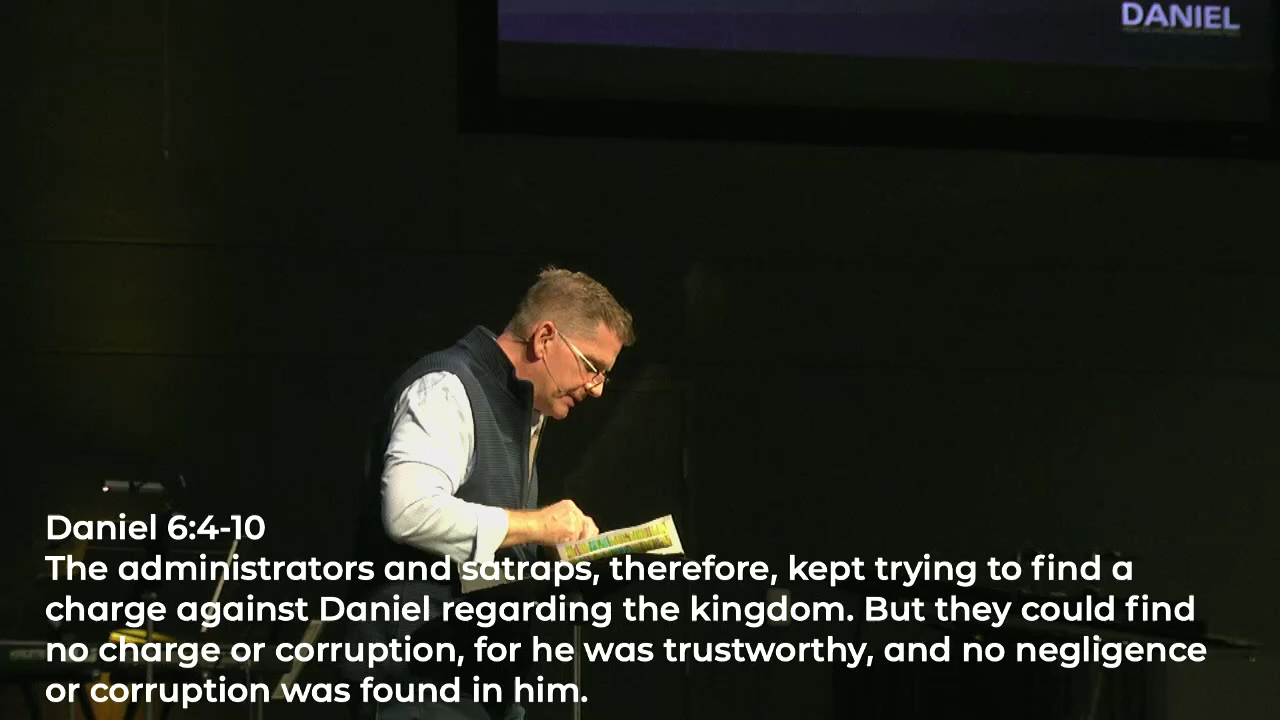 DANIEL
Daniel 6:4-10
The administrators and satraps, therefore, kept trying to find a
charge against Daniel regarding the kingdom. But they could find
no charge or corruption, for he was trustworthy, and no negligence
or corruption was found in him.